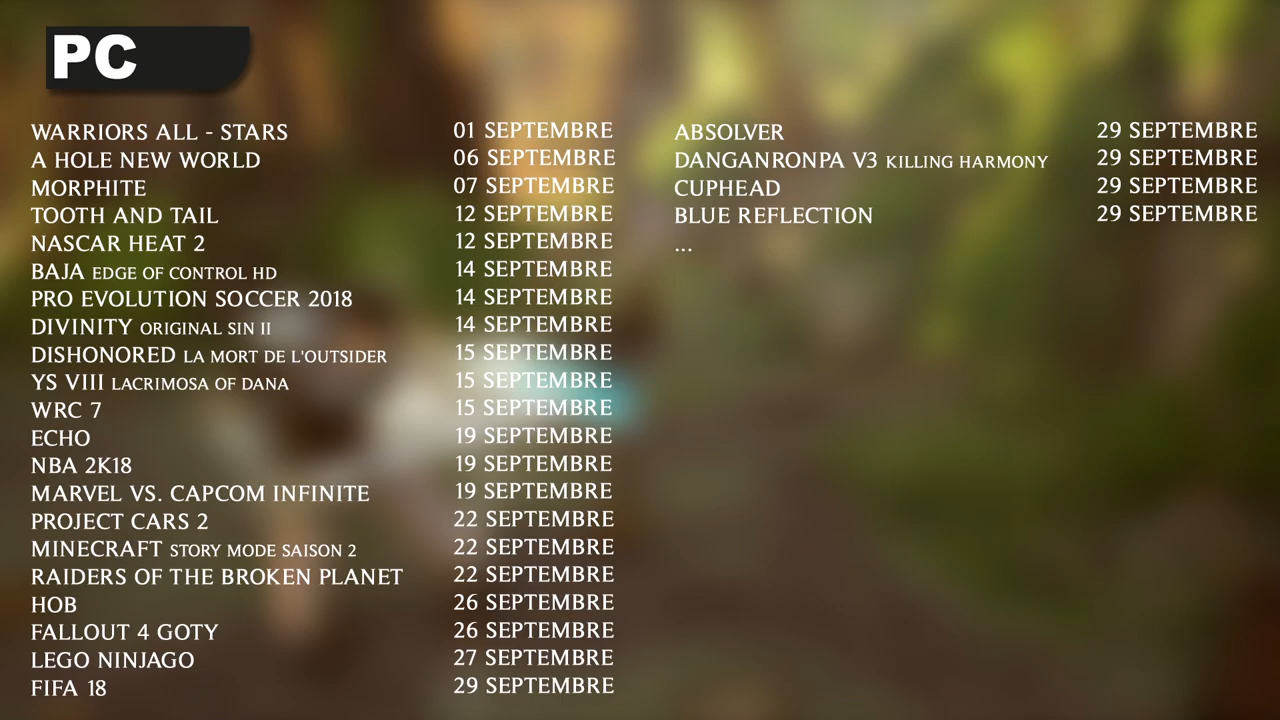 PC
WARRIORS ALL - STARS 01 SEPTEMBRE
A HOLE NEW WORLD 06 SEPTEMBRE
MORPHITE 07 SEPTEMBRE
TOOTH AND TAIL 12 SEPTEMBRE
NASCAR HEAT 2 12 SEPTEMBRE
BAJA EDGE OF CONTROL HD 14 SEPTEMBRE
PRO EVOLUTION SOCCER 2018 14 SEPTEMBRE
DIVINITY ORIGINAL SIN II 14 SEPTEMBRE
DISHONORED LA MORT DE L'OUTSIDER 15 SEPTEMBRE
YS VIII LACRIMOSA OF DANA 15 SEPTEMBRE
WRC 7 15 SEPTEMBRE
ECHO 19 SEPTEMBRE
NBA 2K18 19 SEPTEMBRE
MARVEL VS. CAPCOM INFINITE 19 SEPTEMBRE
PROJECT CARS 2 22 SEPTEMBRE
MINECRAFT STORY MODE SAISON 2 22 SEPTEMBRE
RAIDERS OF THE BROKEN PLANET 22 SEPTEMBRE
HOB 26 SEPTEMBRE
FALLOUT 4 GOTY 26 SEPTEMBRE
LEGO NINJAGO 27 SEPTEMBRE
FIFA 18 29 SEPTEMBRE
ABSOLVER 29 SEPTEMBRE
DANGANRONPA V3 KILLING HARMONY 29 SEPTEMBRE
CUPHEAD 29 SEPTEMBRE
BLUE REFLECTION 29 SEPTEMBRE
...